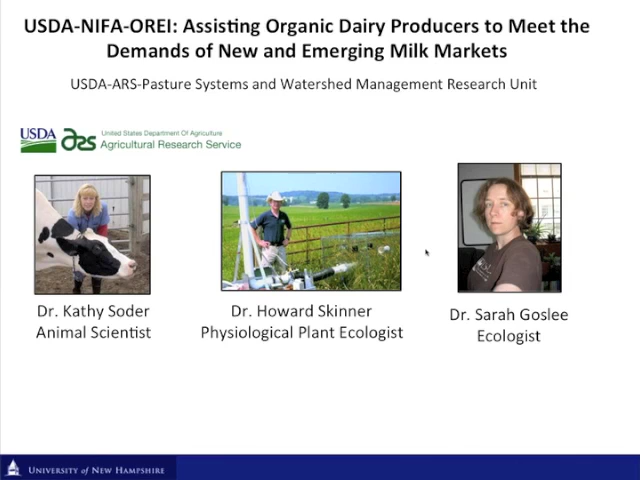 USDA-NIFA-OREI: Assisting Organic Dairy Producers to Meet the
Demands of New and Emerging Milk Markets
USDA-ARS-Pasture Systems and Watershed Management Research Unit
USDA ars United States Department Of Agriculture
Agricultural Research Service
Dr. Kathy Soder
Animal Scientist
Dr. Howard Skinner
Physiological Plant Ecologist
Dr. Sarah Goslee
Ecologist
UNIVERSITY of NEW HAMPSHIRE